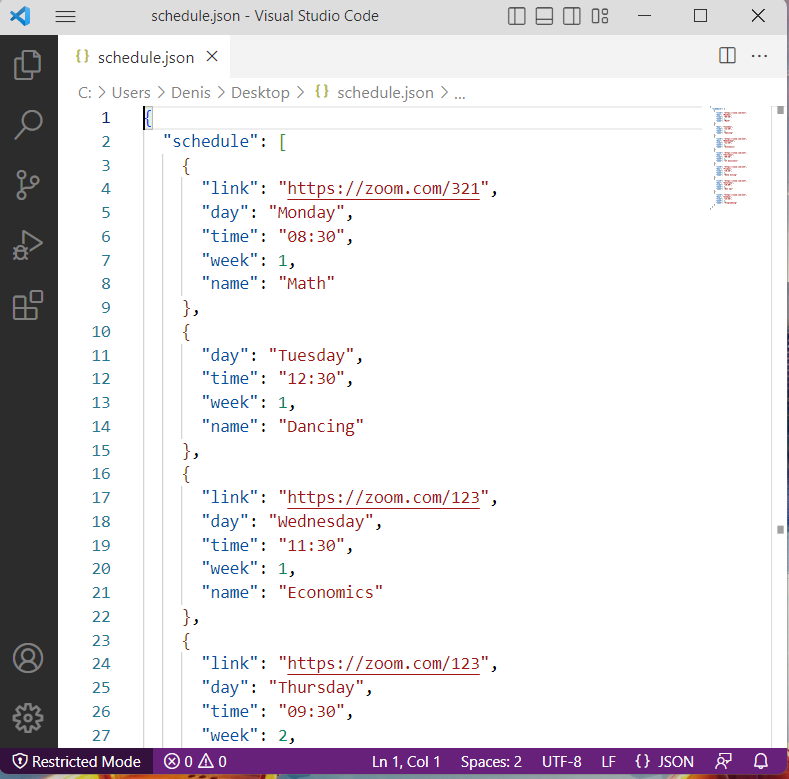 schedule.json - Visual Studio Code
schedule.json
C: > Users > Denis > Desktop > {} schedule.json > ...
1 {
2 "schedule": [
3 {
4 "link": "https://zoom.com/321",
5 "day": "Monday",
6 "time": "08:30",
7 "week": 1,
8 "name": "Math"
9 },
10 {
11 "day": "Tuesday",
12 "time": "12:30",
13 "week": 1,
14 "name": "Dancing"
15 },
16 {
17 "link": "https://zoom.com/123",
18 "day": "Wednesday",
19 "time": "11:30",
20 "week": 1,
21 "name": "Economics"
22 },
23 {
24 "link": "https://zoom.com/123",
25 "day": "Thursday",
26 "time": "09:30",
27 "week": 2,
Restricted Mode 0 0 Ln 1, Col 1 Spaces: 2 UTF-8 LF {} JSON